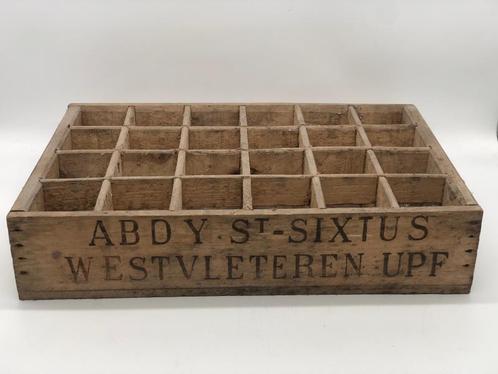 ABDY ST-SIXTUS
WESTVLETEREN UPF